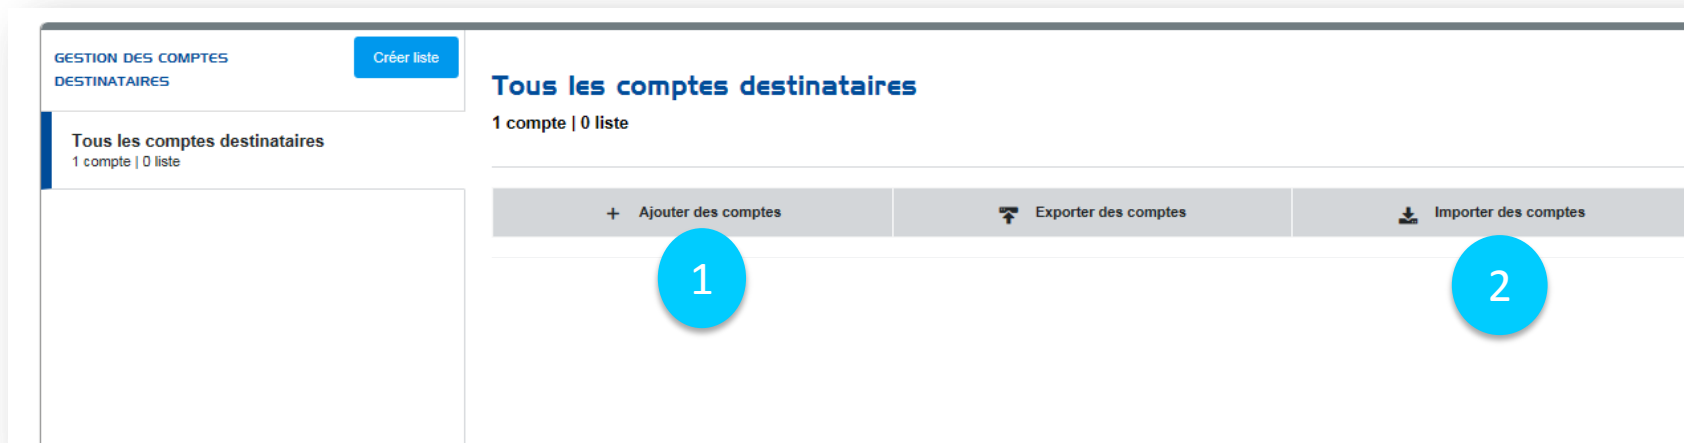 GESTION DES COMPTES
DESTINATAIRES
Créer liste
Tous les comptes destinataires
1 compte | 0 liste
Tous les comptes destinataires
1 compte | 0 liste
+ Ajouter des comptes
Exporter des comptes
Importer des comptes
1
2